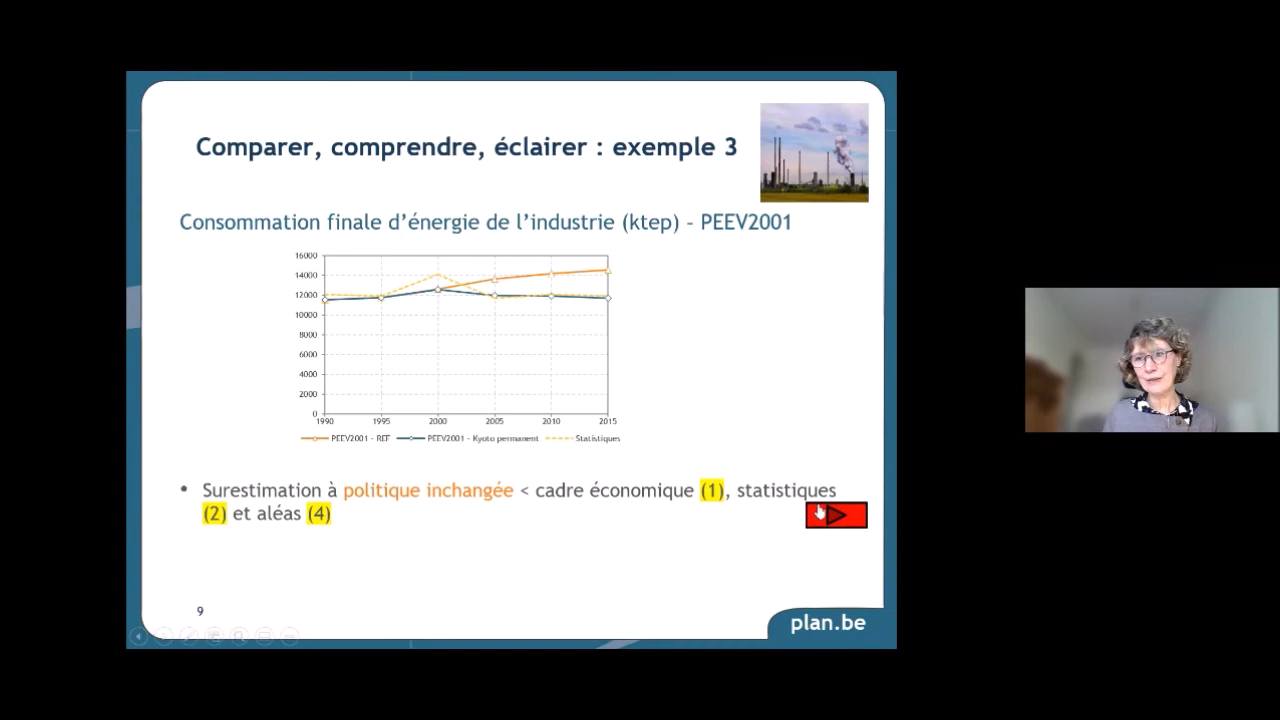 Comparer, comprendre, éclairer : exemple 3
Consommation finale d’énergie de l’industrie (ktep) – PEEV2001
16000
14000
12000
10000
8000
6000
4000
2000
0
1990 1995 2000 2005 2010 2015
PEEV2001 - REF PEEV2001 - Kyoto permanent Statistiques
• Surestimation à politique inchangée < cadre économique (1), statistiques
(2) et aléas (4)
9
plan.be